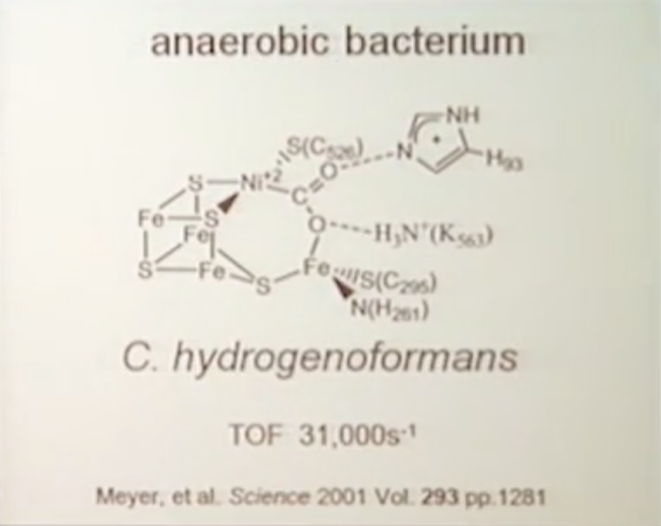 anaerobic bacterium
NH
S(C526)
N
O
H93
S
Ni+2
C
Fe
S
O
H3N+(K563)
Fe
S
Fe
S
Fe
S(C295)
N(H261)
C. hydrogenoformans
TOF 31,000s-1
Meyer, et al. Science 2001 Vol. 293 pp.1281